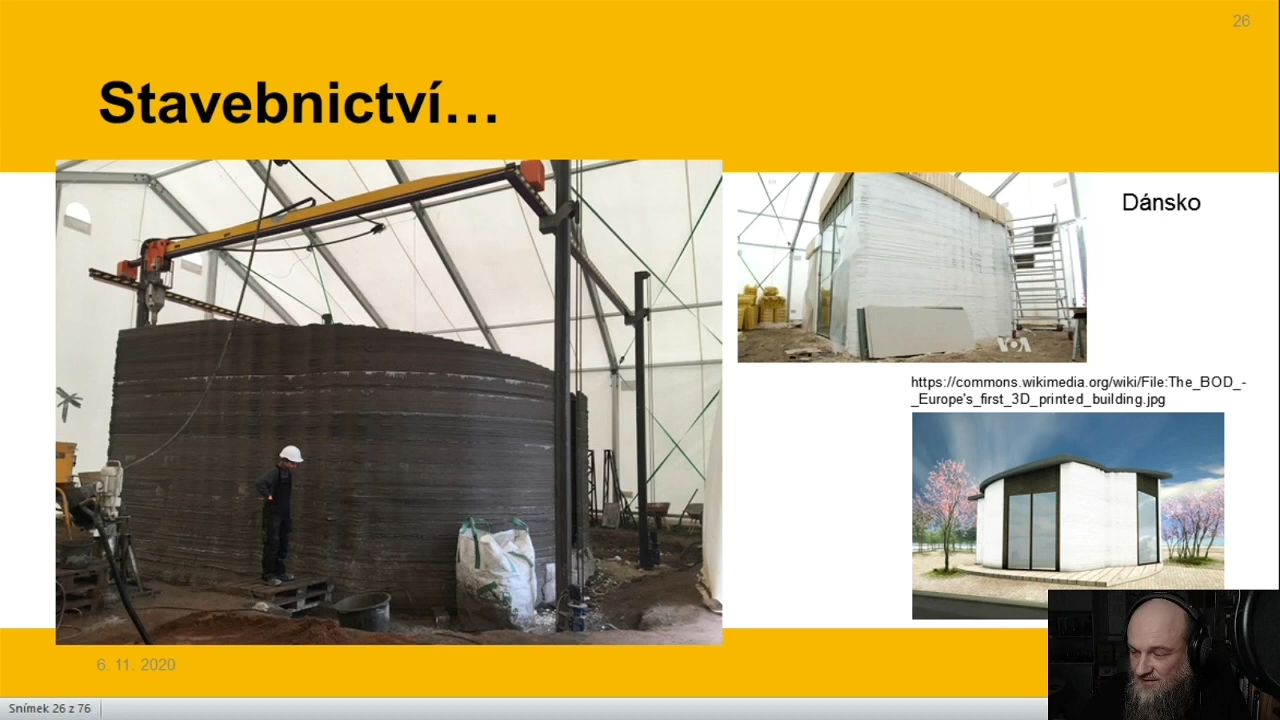 26
Stavebnictví...
Dánsko
VOA
https://commons.wikimedia.org/wiki/File:The_BOD_-
_Europe's_first_3D_printed_building.jpg
6. 11. 2020
Snímek 26 z 76